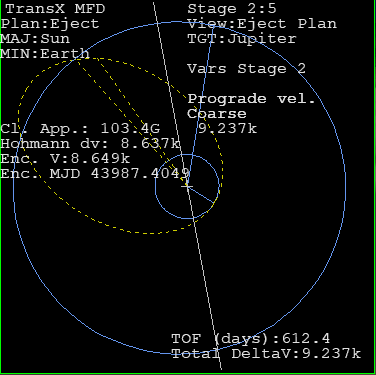 TransX MFD Stage 2:5
Plan:Eject View:Eject Plan
MAJ:Sun TGT:Jupiter
MIN:Earth
Vars Stage 2
Prograde vel.
Coarse
Cl. App.: 103.4G 9.237k
Hohmann dv: 8.637k
Enc. V:8.649k
Enc. MJD 43987.4049
TOF (days):612.4
Total DeltaV:9.237k